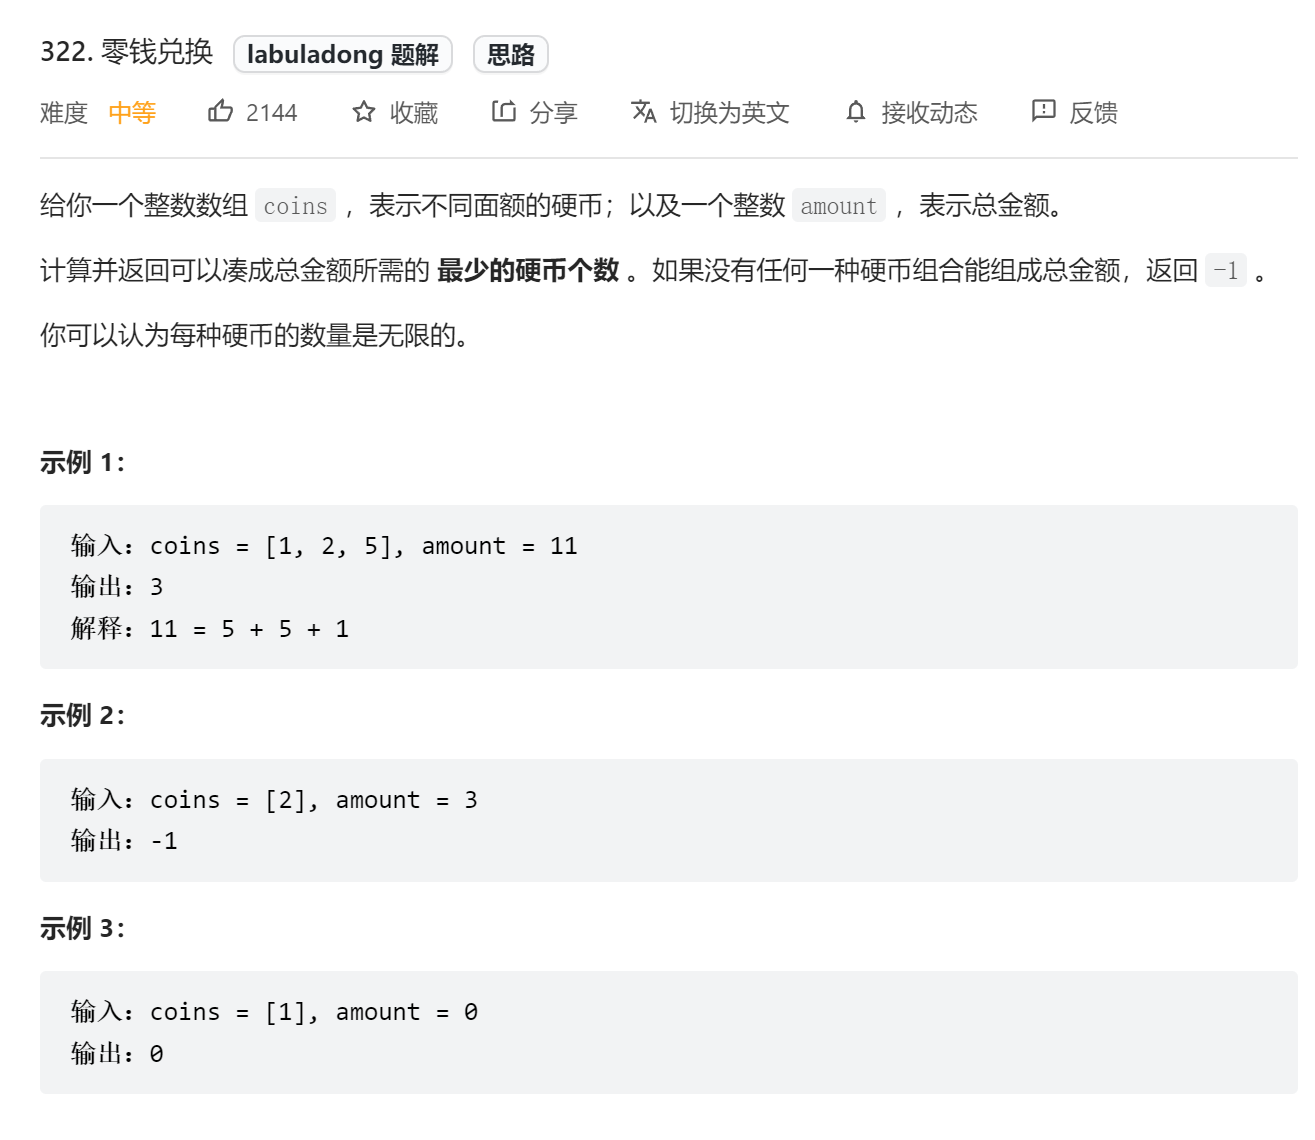 322. 零钱兑换 labuladong 题解 思路
难度 中等 2144 收藏 分享 切换为英文 接收动态 反馈
给你一个整数数组 coins ，表示不同面额的硬币；以及一个整数 amount ，表示总金额。
计算并返回可以凑成总金额所需的 最少的硬币个数 。如果没有任何一种硬币组合能组成总金额，返回 -1 。
你可以认为每种硬币的数量是无限的。
示例 1：
输入：coins = [1, 2, 5], amount = 11
输出：3
解释：11 = 5 + 5 + 1
示例 2：
输入：coins = [2], amount = 3
输出：-1
示例 3：
输入：coins = [1], amount = 0
输出：0